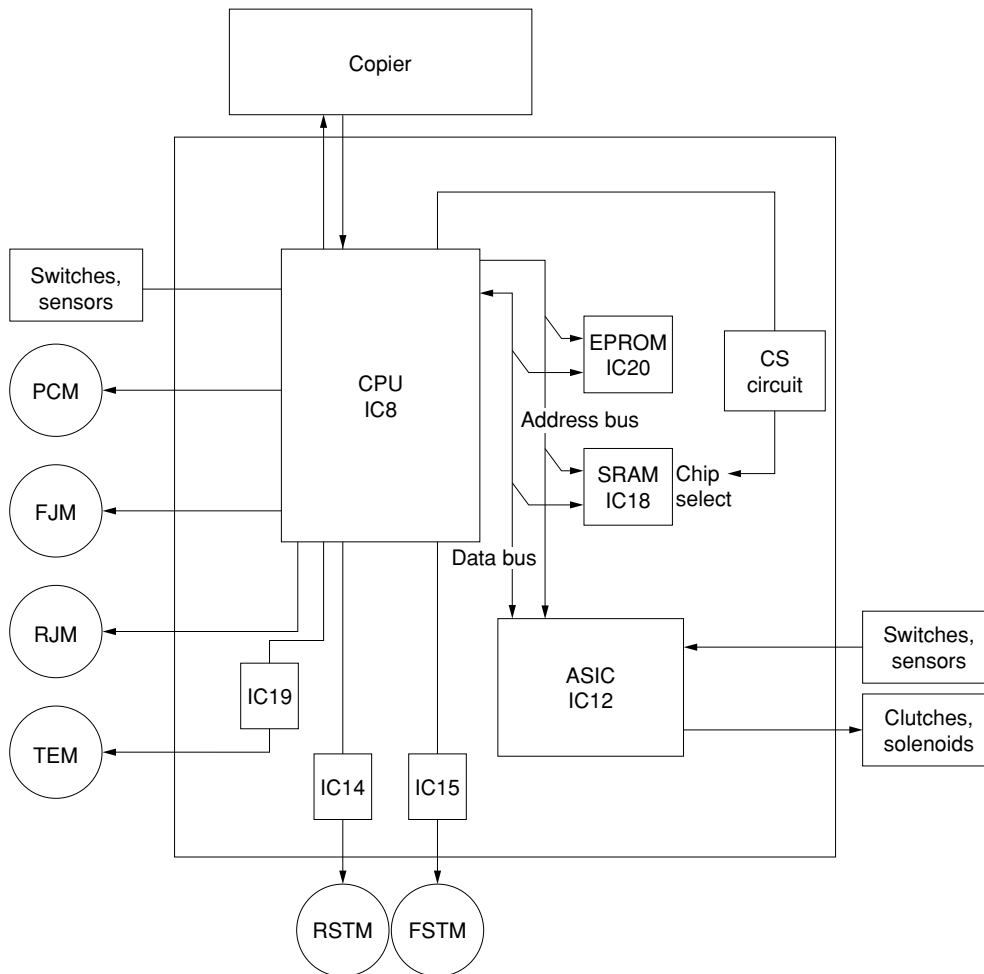 Copier
Switches,
sensors
PCM
FJM
RJM
TEM
CPU
IC8
EPROM
IC20
CS
circuit
Address bus
SRAM
IC18
Chip
select
Data bus
ASIC
IC12
Switches,
sensors
Clutches,
solenoids
IC19
IC14
IC15
RSTM
FSTM